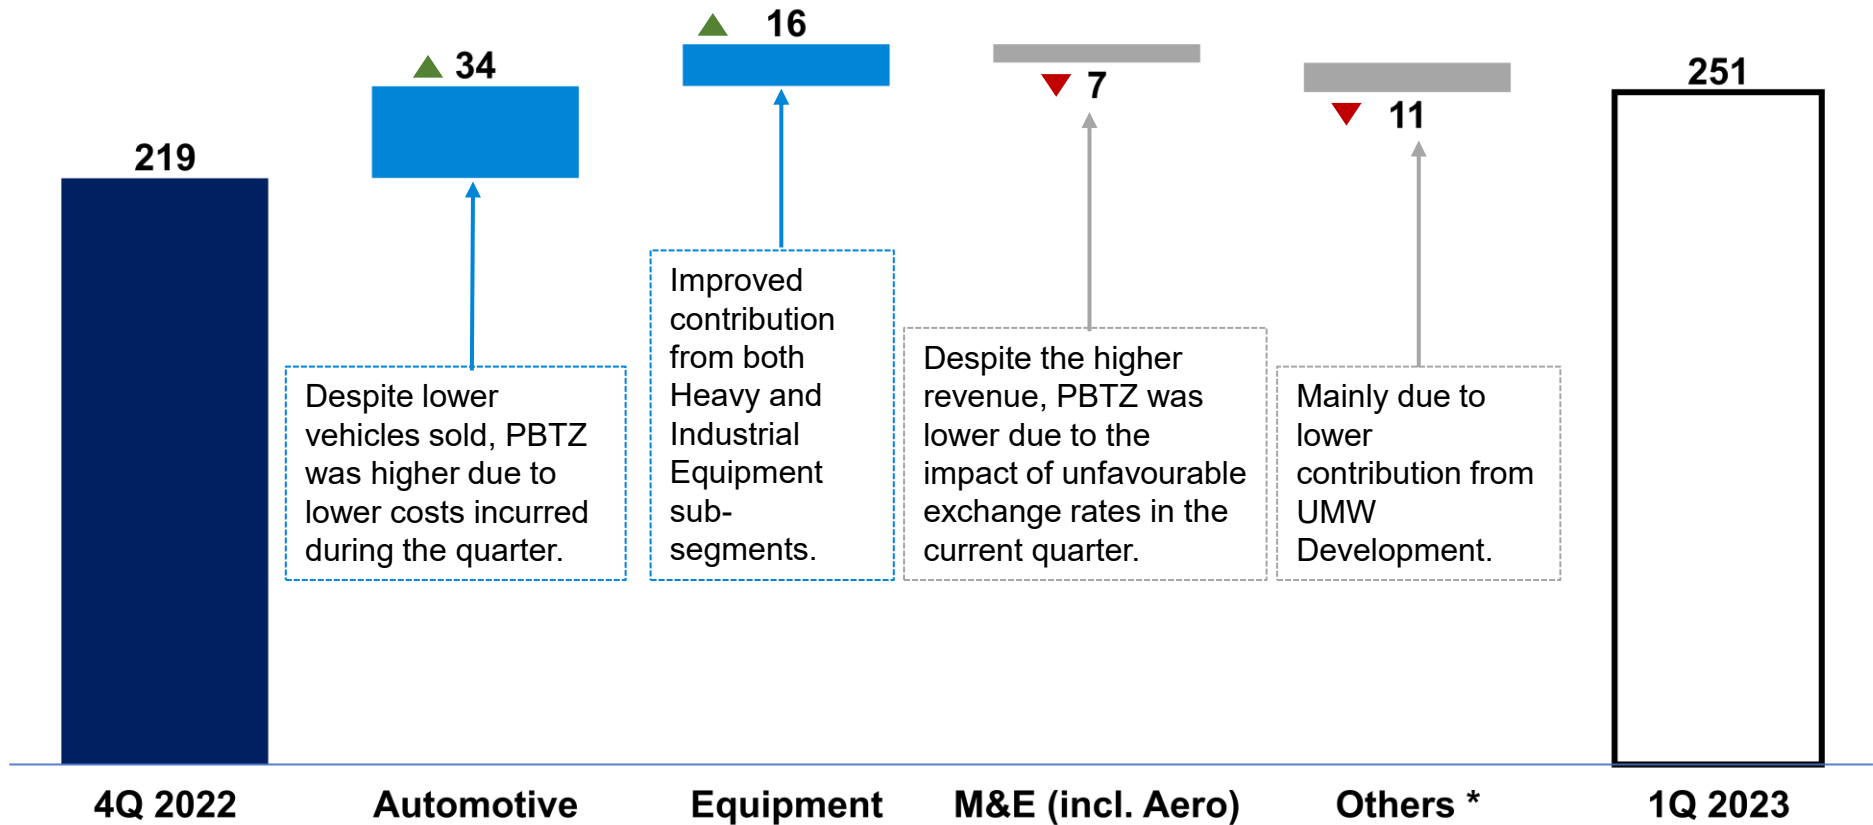 219
34
16
7
11
251
Despite lower
vehicles sold, PBTZ
was higher due to
lower costs incurred
during the quarter.
Improved
contribution
from both
Heavy and
Industrial
Equipment
sub-
segments.
Despite the higher
revenue, PBTZ was
lower due to the
impact of unfavourable
exchange rates in the
current quarter.
Mainly due to
lower
contribution from
UMW
Development.
4Q 2022
Automotive
Equipment
M&E (incl. Aero)
Others *
1Q 2023